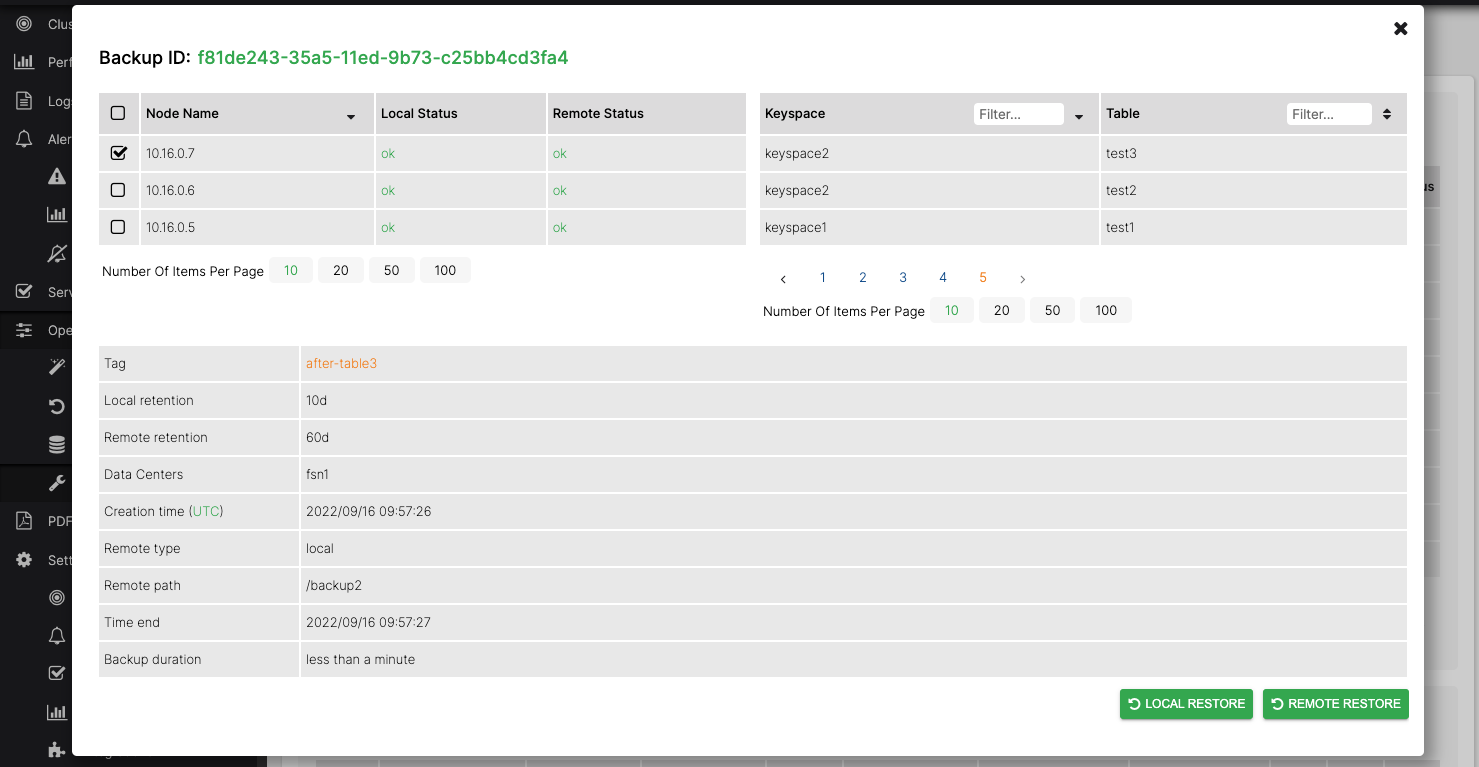 Backup ID: f81de243-35a5-11ed-9b73-c25bb4cd3fa4
Node Name Local Status Remote Status
10.16.0.7 ok ok
10.16.0.6 ok ok
10.16.0.5 ok ok
Number Of Items Per Page 10 20 50 100
Keyspace Filter... Table Filter...
keyspace2 test3
keyspace2 test2
keyspace1 test1
‹ 1 2 3 4 5 ›
Number Of Items Per Page 10 20 50 100
Tag after-table3
Local retention 10d
Remote retention 60d
Data Centers fsn1
Creation time (UTC) 2022/09/16 09:57:26
Remote type local
Remote path /backup2
Time end 2022/09/16 09:57:27
Backup duration less than a minute
LOCAL RESTORE REMOTE RESTORE
Clus
Perf
Logs
Aler
Serv
Ope
PDF
Sett
us